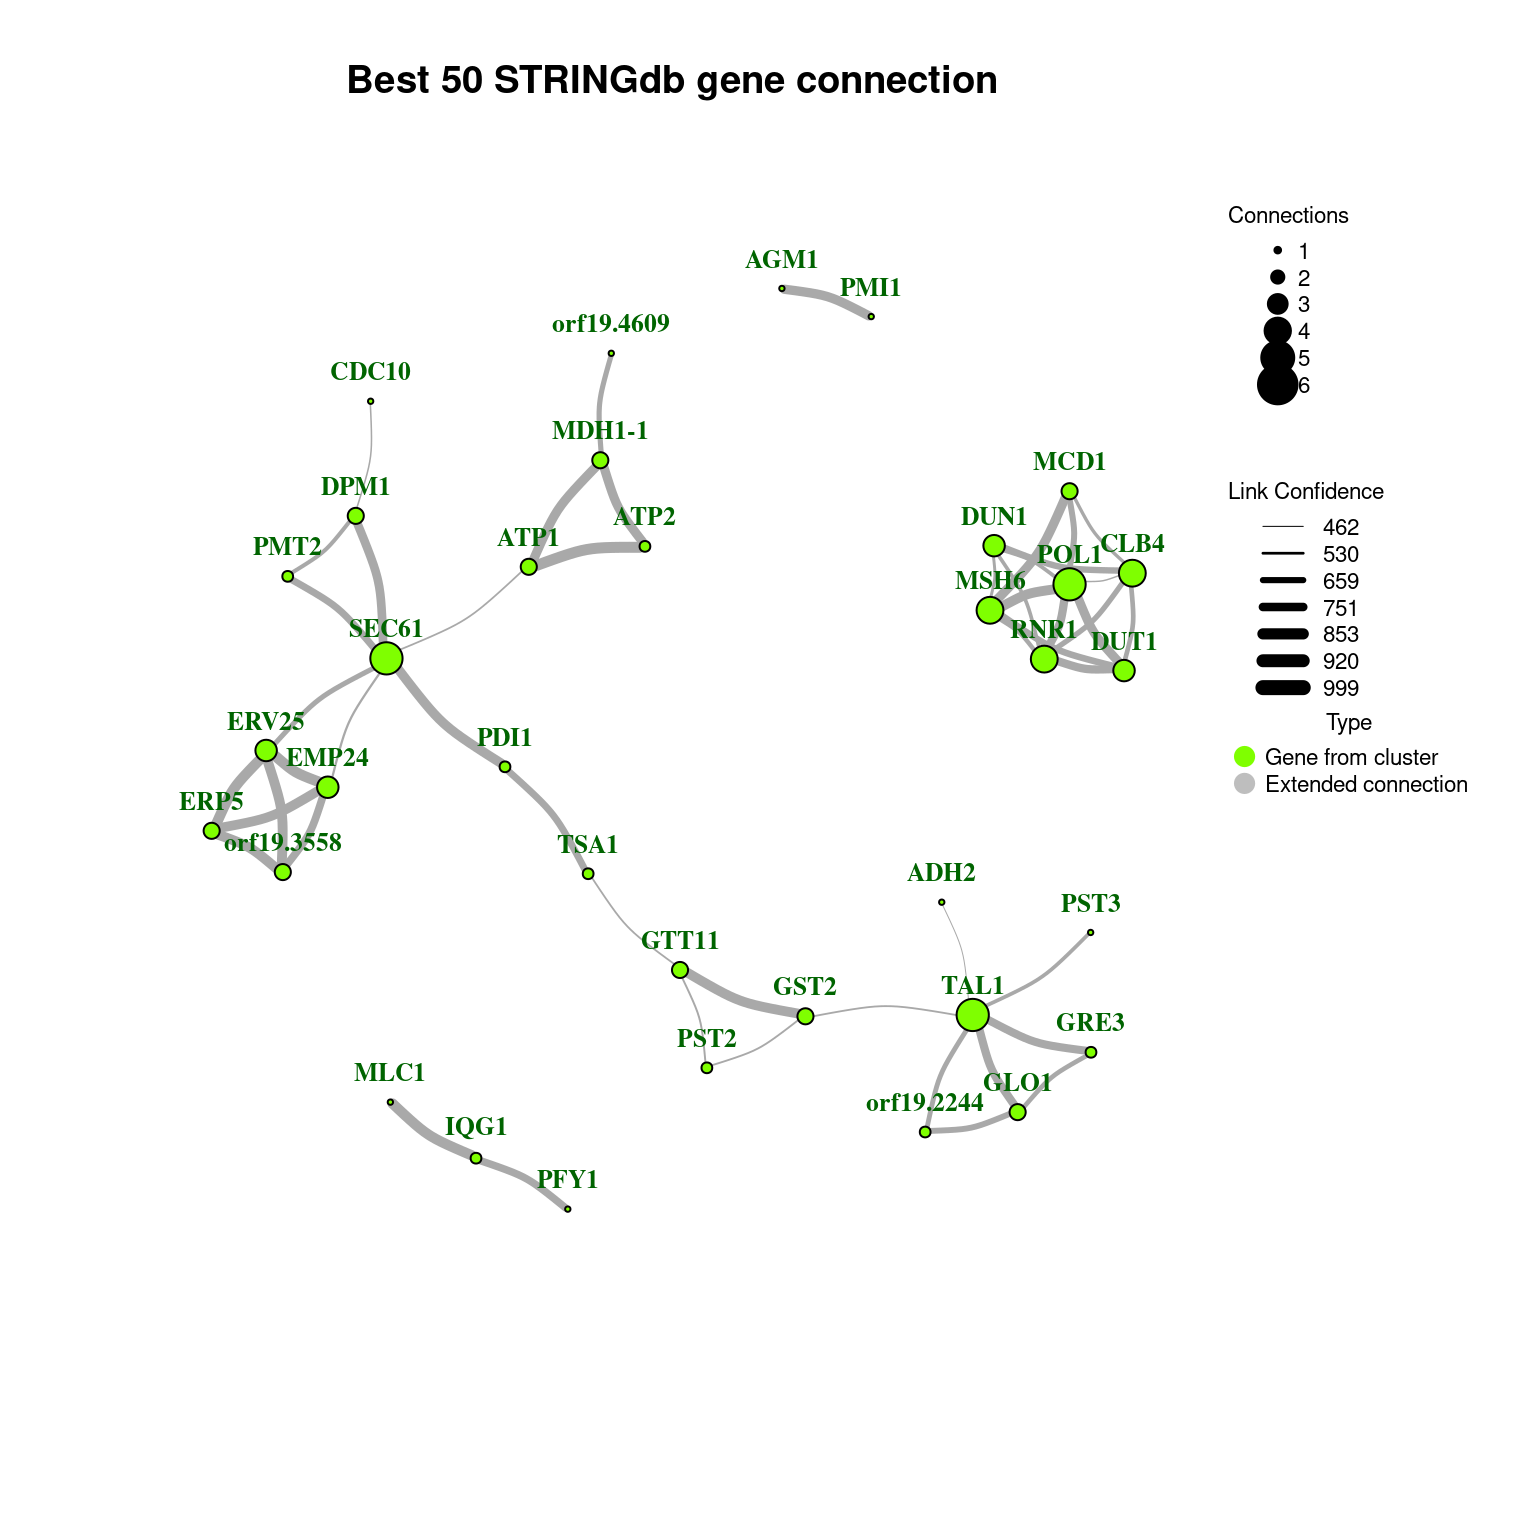 Best 50 STRINGdb gene connection
Connections
1
2
3
4
5
6
Link Confidence
462
530
659
751
853
920
999
Type
Gene from cluster
Extended connection
AGM1
PMI1
orf19.4609
CDC10
MDH1-1
MCD1
DPM1
ATP2
DUN1
ATP1
PMT2
POL1
CLB4
MSH6
SEC61
RNR1
DUT1
ERV25
PDI1
EMP24
ERP5
orf19.3558
TSA1
ADH2
PST3
GTT11
GST2
TAL1
GRE3
PST2
MLC1
GLO1
orf19.2244
IQG1
PFY1